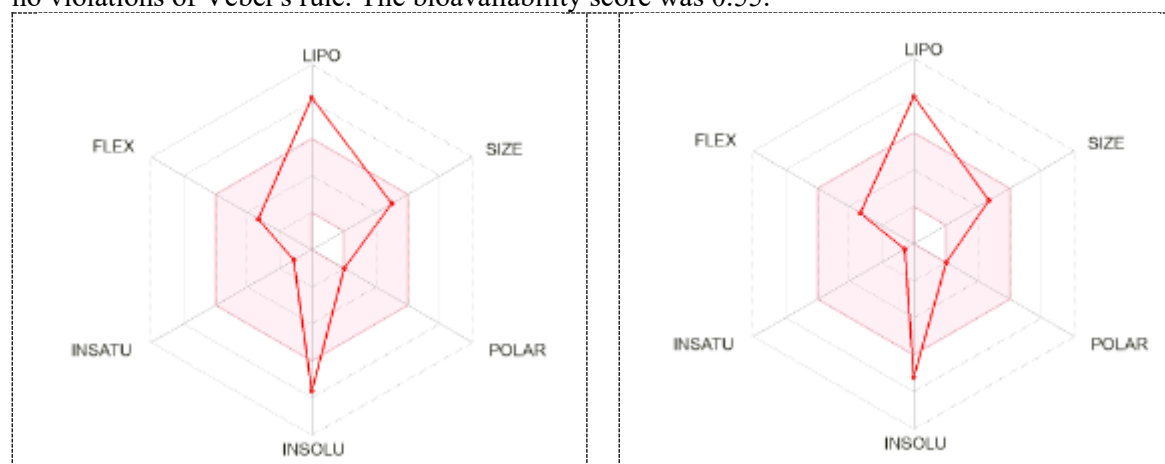 no violations of Veber's rule. The bioavailability score was 0.55.
LIPO LIPO
FLEX SIZE FLEX SIZE
INSATU POLAR INSATU POLAR
INSOLU INSOLU